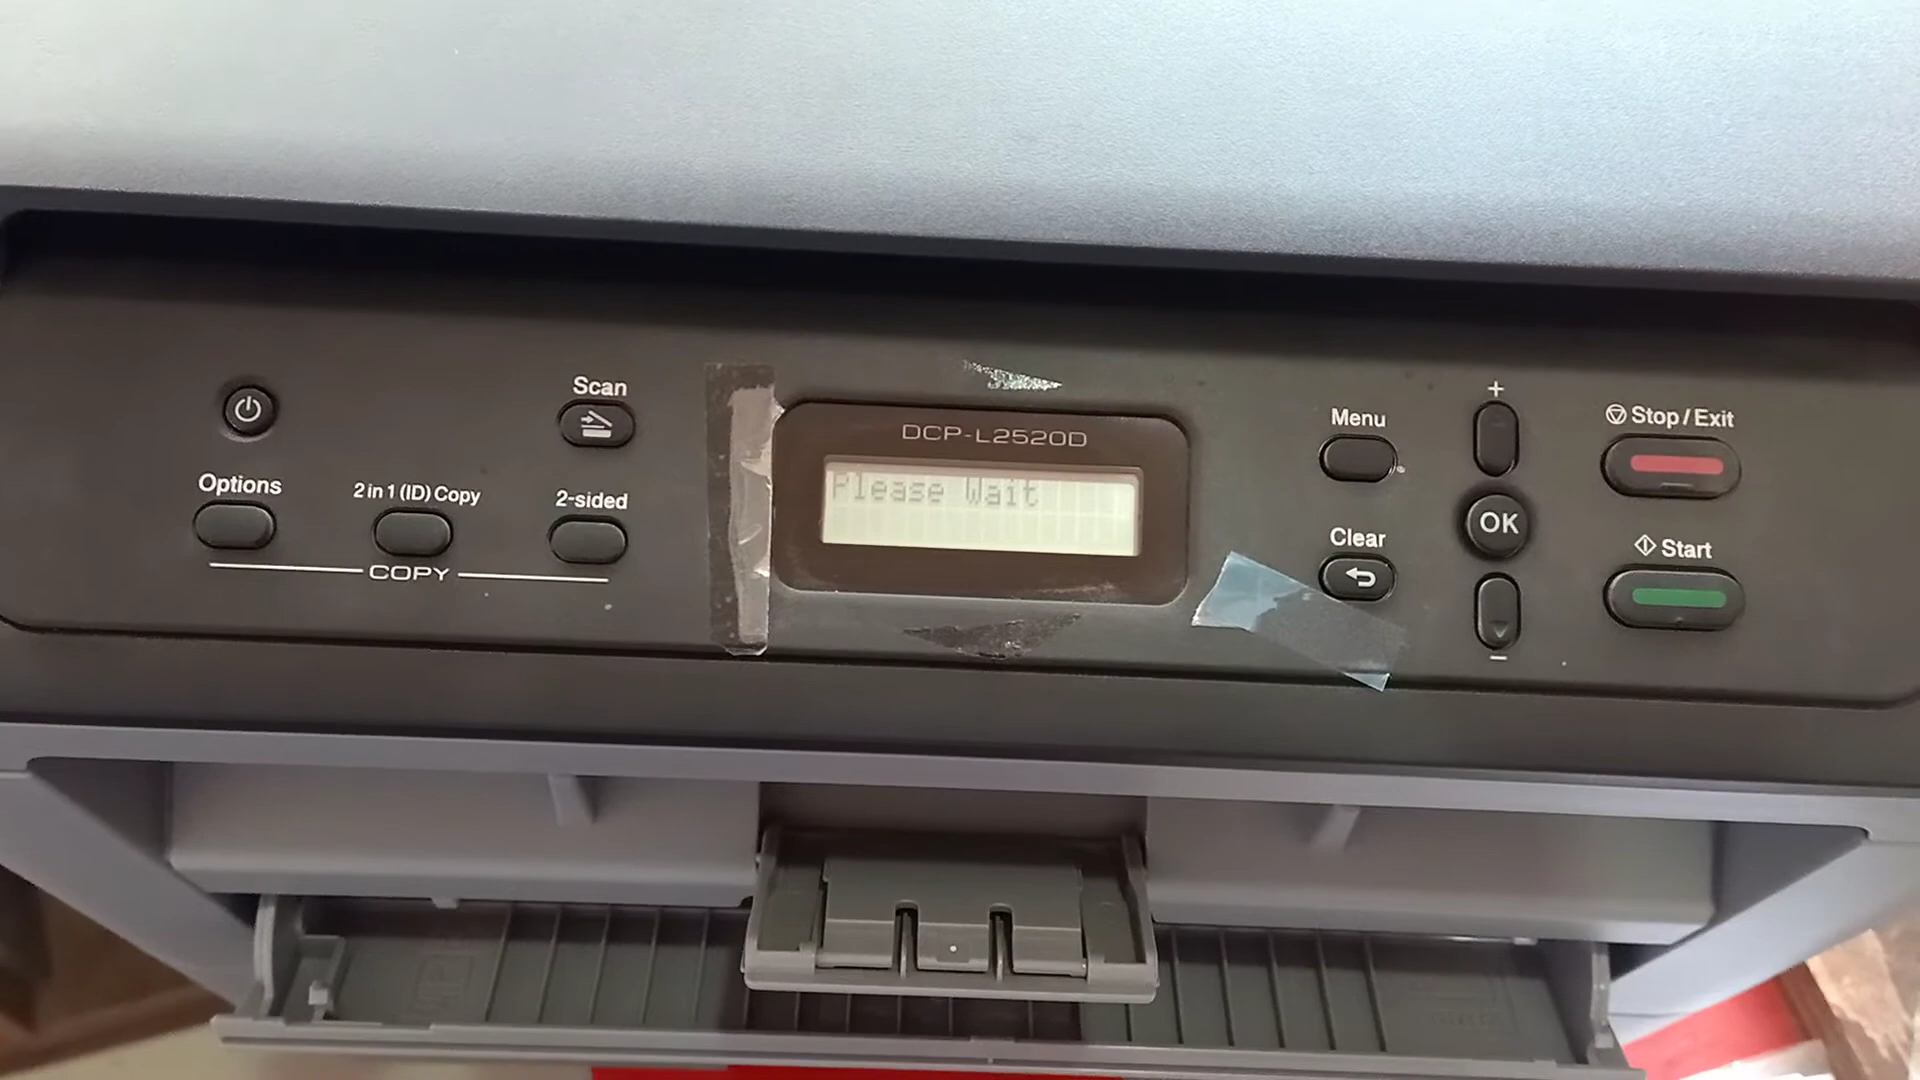 Scan
Options
2 in 1 (ID) Copy
2-sided
COPY
DCP-L2520D
Please Wait
Menu
Clear
+
OK
-
Stop / Exit
Start